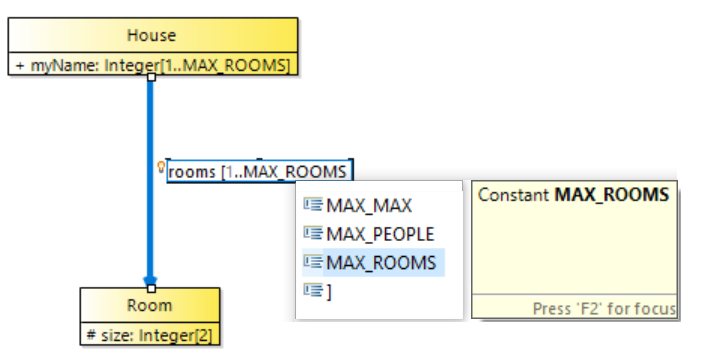 House
+ myName: Integer[1..MAX_ROOMS]
rooms [1..MAX_ROOMS
MAX_MAX
MAX_PEOPLE
MAX_ROOMS
]
Constant MAX_ROOMS
Press 'F2' for focus
Room
# size: Integer[2]